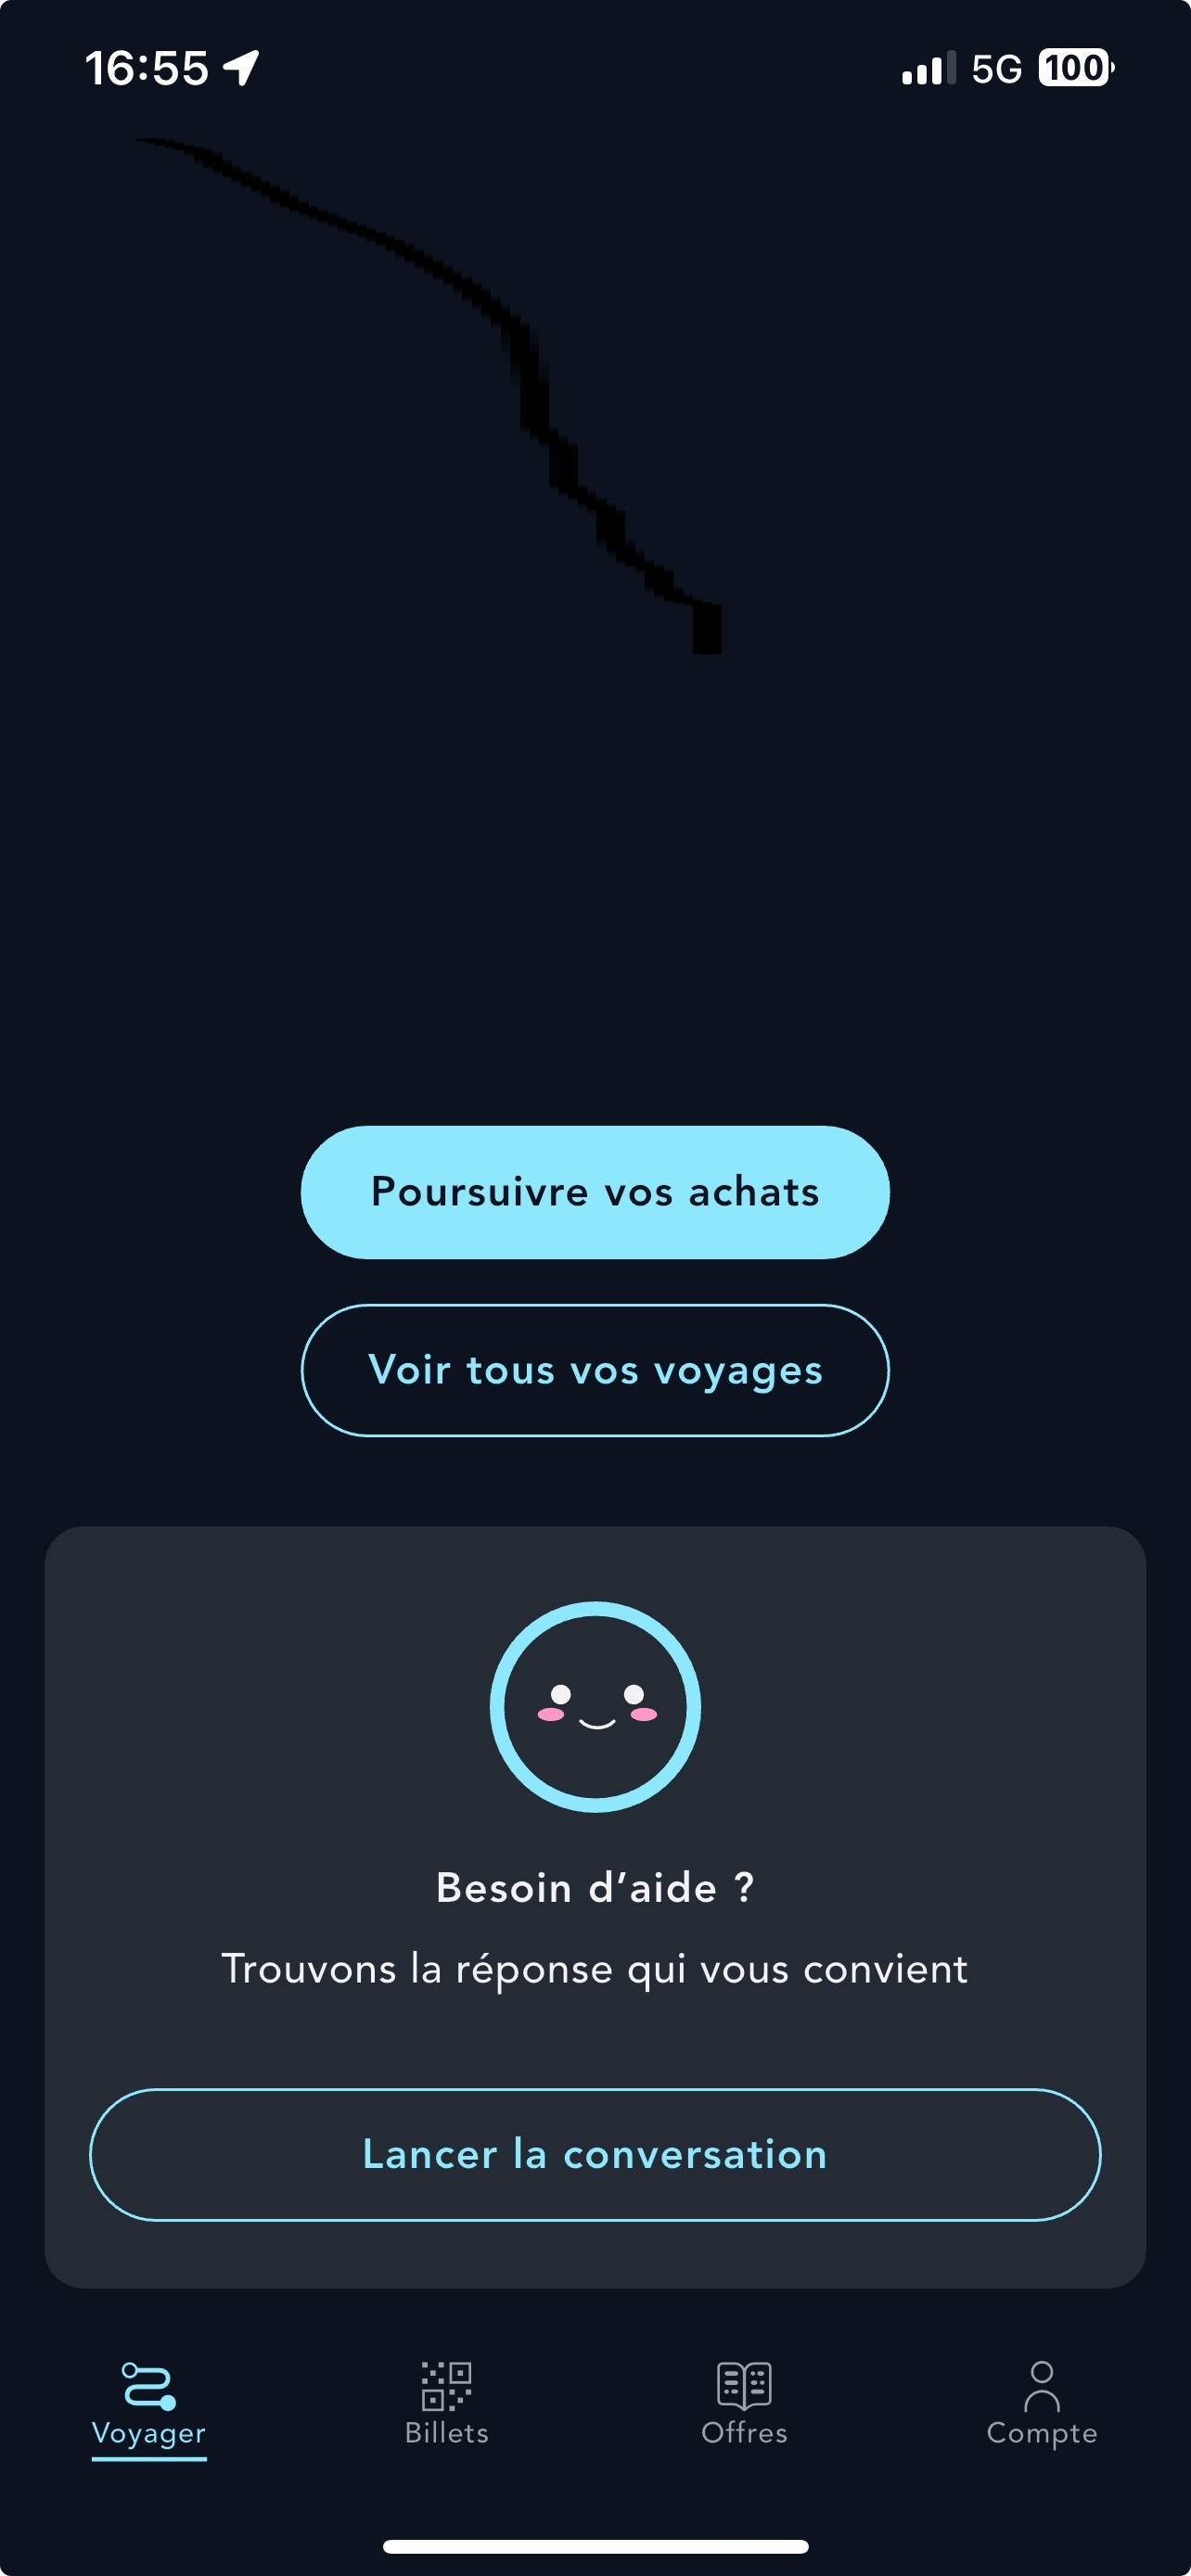 16:55
5G
100
Poursuivre vos achats
Voir tous vos voyages
Besoin d’aide ?
Trouvons la réponse qui vous convient
Lancer la conversation
Voyager
Billets
Offres
Compte